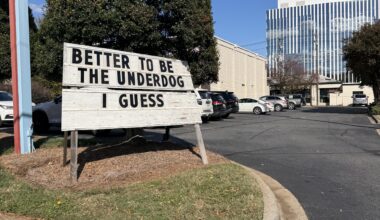 BETTER TO BE
THE UNDERDOG
I GUESS